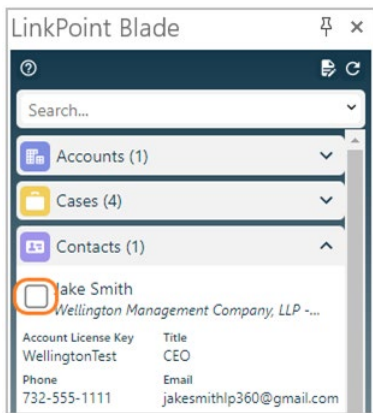 LinkPoint Blade
Search...
Accounts (1)
Cases (4)
Contacts (1)
Jake Smith
Wellington Management Company, LLP -...
Account License Key Title
WellingtonTest CEO
Phone Email
732-555-1111 jakesmithlp360@gmail.com